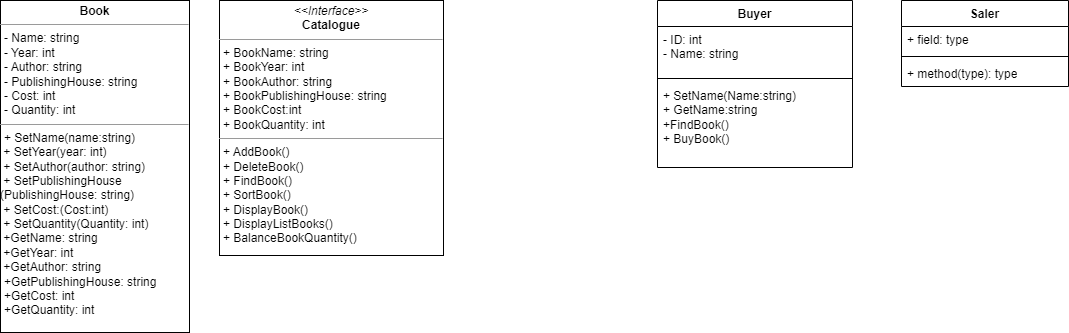 Book
- Name: string
- Year: int
- Author: string
- PublishingHouse: string
- Cost: int
- Quantity: int
+ SetName(name:string)
+ SetYear(year: int)
+ SetAuthor(author: string)
+ SetPublishingHouse
(PublishingHouse: string)
+ SetCost:(Cost:int)
+ SetQuantity(Quantity: int)
+GetName: string
+GetYear: int
+GetAuthor: string
+GetPublishingHouse: string
+GetCost: int
+GetQuantity: int
<<Interface>>
Catalogue
+ BookName: string
+ BookYear: int
+ BookAuthor: string
+ BookPublishingHouse: string
+ BookCost:int
+ BookQuantity: int
+ AddBook()
+ DeleteBook()
+ FindBook()
+ SortBook()
+ DisplayBook()
+ DisplayListBooks()
+ BalanceBookQuantity()
Buyer
- ID: int
- Name: string
+ SetName(Name:string)
+ GetName:string
+FindBook()
+ BuyBook()
Saler
+ field: type
+ method(type): type